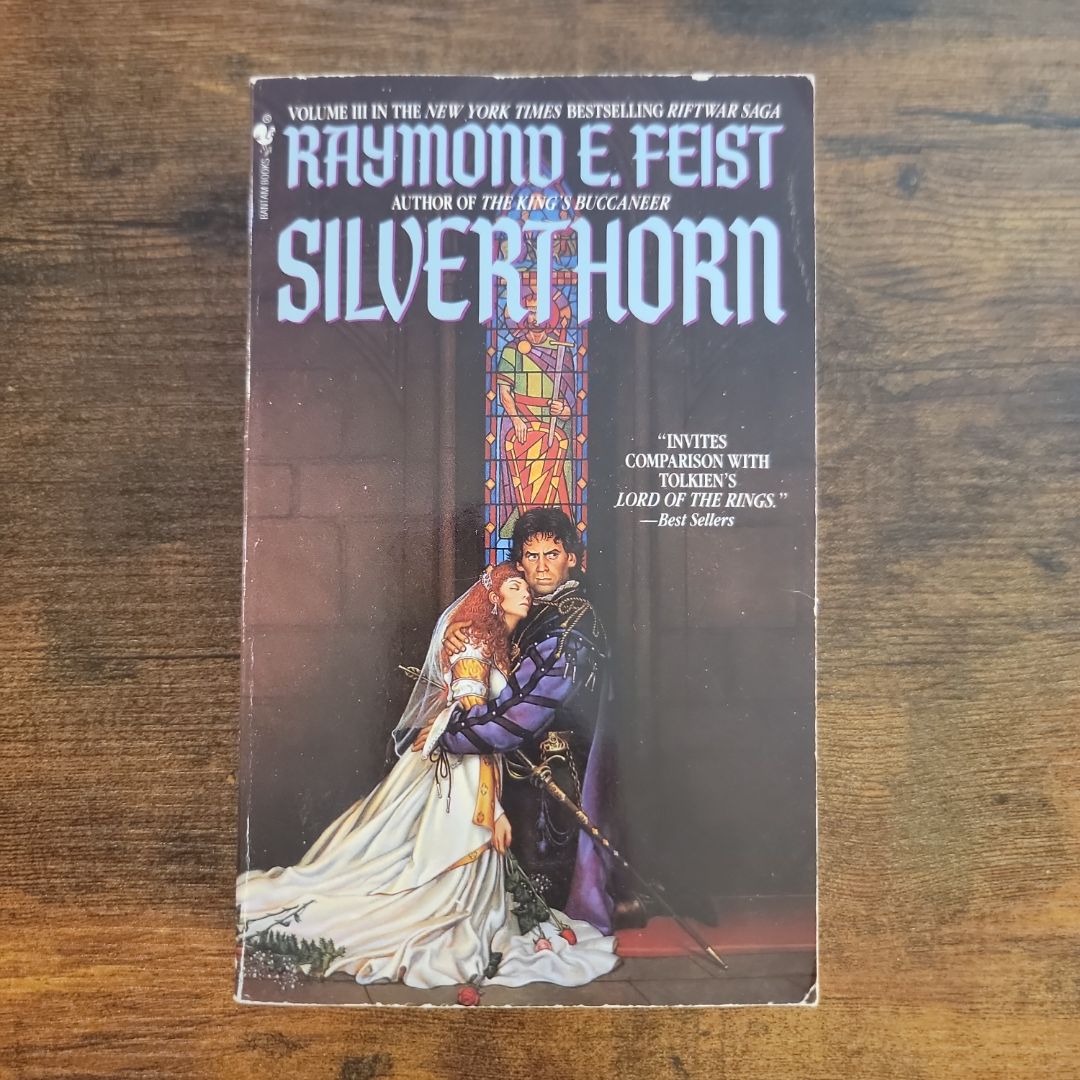 VOLUME III IN THE NEW YORK TIMES BESTSELLING RIFTWAR SAGA
RAYMOND E. FEIST
AUTHOR OF THE KING'S BUCCANEER
SILVERTHORN
BANTAM BOOKS
®
"INVITES
COMPARISON WITH
TOLKIEN'S
LORD OF THE RINGS."
—Best Sellers